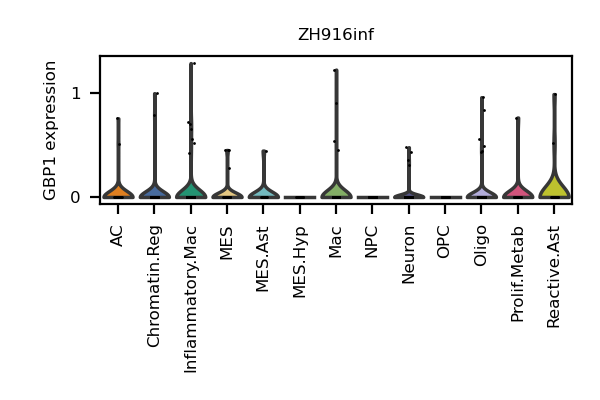 ZH916inf
GBP1 expression
1
0
AC
Chromatin.Reg
Inflammatory.Mac
MES
MES.Ast
MES.Hyp
Mac
NPC
Neuron
OPC
Oligo
Prolif.Metab
Reactive.Ast